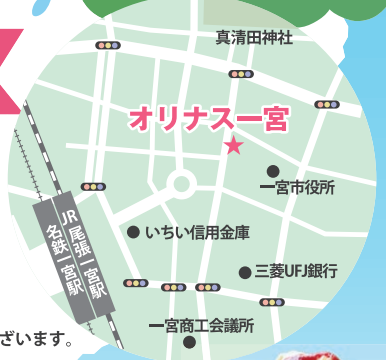 真清田神社
オリナス一宮
一宮市役所
いちい信用金庫
JR尾張一宮駅
名鉄一宮駅
三菱UFJ銀行
一宮商工会議所
ざいます。